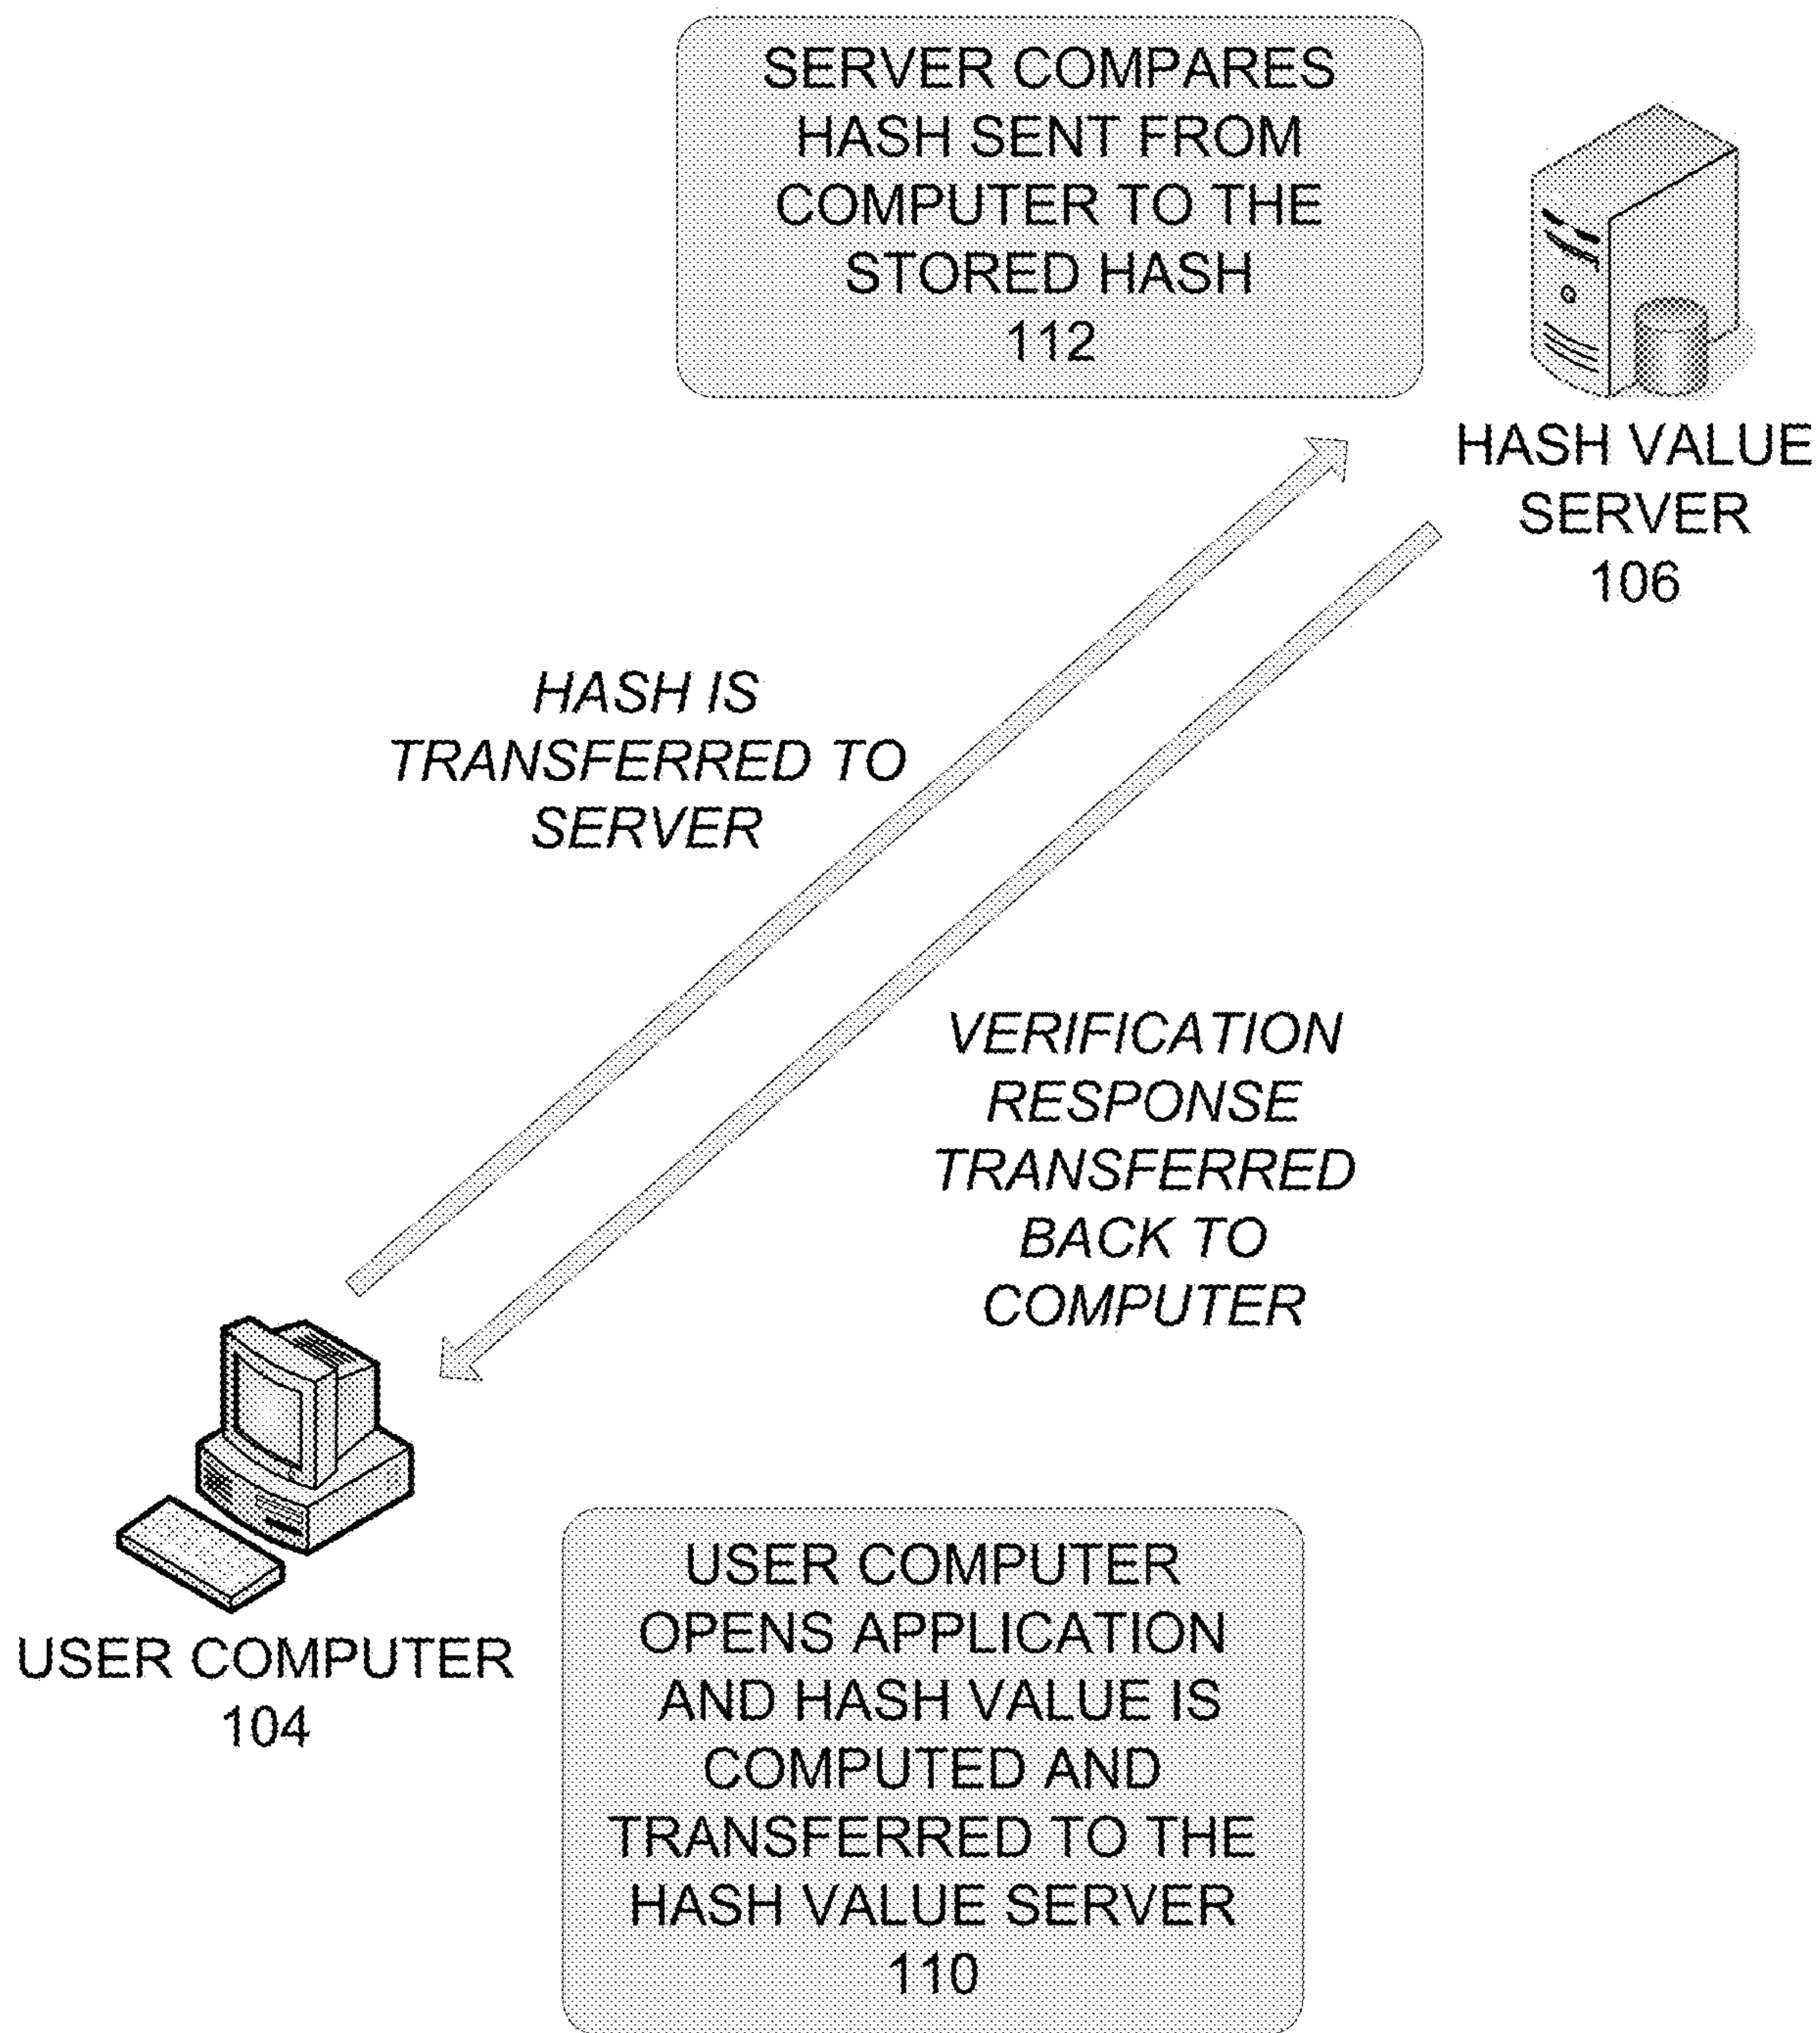 SERVER COMPARES
HASH SENT FROM
COMPUTER TO THE
STORED HASH
112
HASH VALUE
SERVER
106
HASH IS
TRANSFERRED TO
SERVER
VERIFICATION
RESPONSE
TRANSFERRED
BACK TO
COMPUTER
USER COMPUTER
104
USER COMPUTER
OPENS APPLICATION
AND HASH VALUE IS
COMPUTED AND
TRANSFERRED TO THE
HASH VALUE SERVER
110